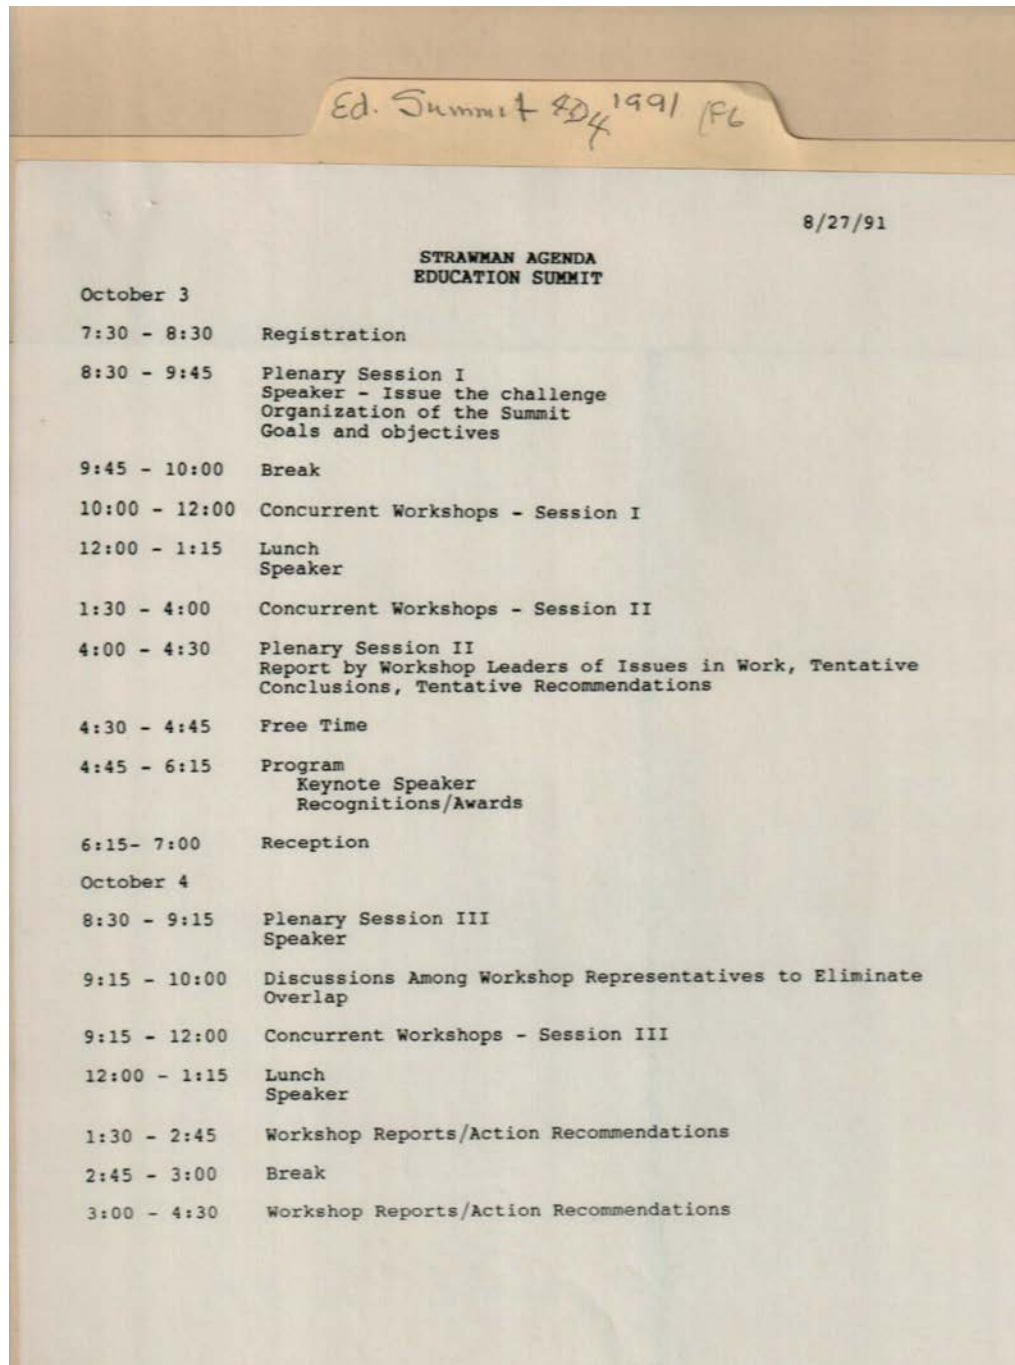 Ed. Summit 1991
8/27/91
STRAWMAN AGENDA
EDUCATION SUMMIT
October 3
7:30 - 8:30 Registration
8:30 - 9:45 Plenary Session I
Speaker - Issue the challenge
Organization of the Summit
Goals and objectives
9:45 - 10:00 Break
10:00 - 12:00 Concurrent Workshops - Session I
12:00 - 1:15 Lunch
Speaker
1:30 - 4:00 Concurrent Workshops - Session II
4:00 - 4:30 Plenary Session II
Report by Workshop Leaders of Issues in Work, Tentative
Conclusions, Tentative Recommendations
4:30 - 4:45 Free Time
4:45 - 6:15 Program
Keynote Speaker
Recognitions/Awards
6:15- 7:00 Reception
October 4
8:30 - 9:15 Plenary Session III
Speaker
9:15 - 10:00 Discussions Among Workshop Representatives to Eliminate
Overlap
9:15 - 12:00 Concurrent Workshops - Session III
12:00 - 1:15 Lunch
Speaker
1:30 - 2:45 Workshop Reports/Action Recommendations
2:45 - 3:00 Break
3:00 - 4:30 Workshop Reports/Action Recommendations